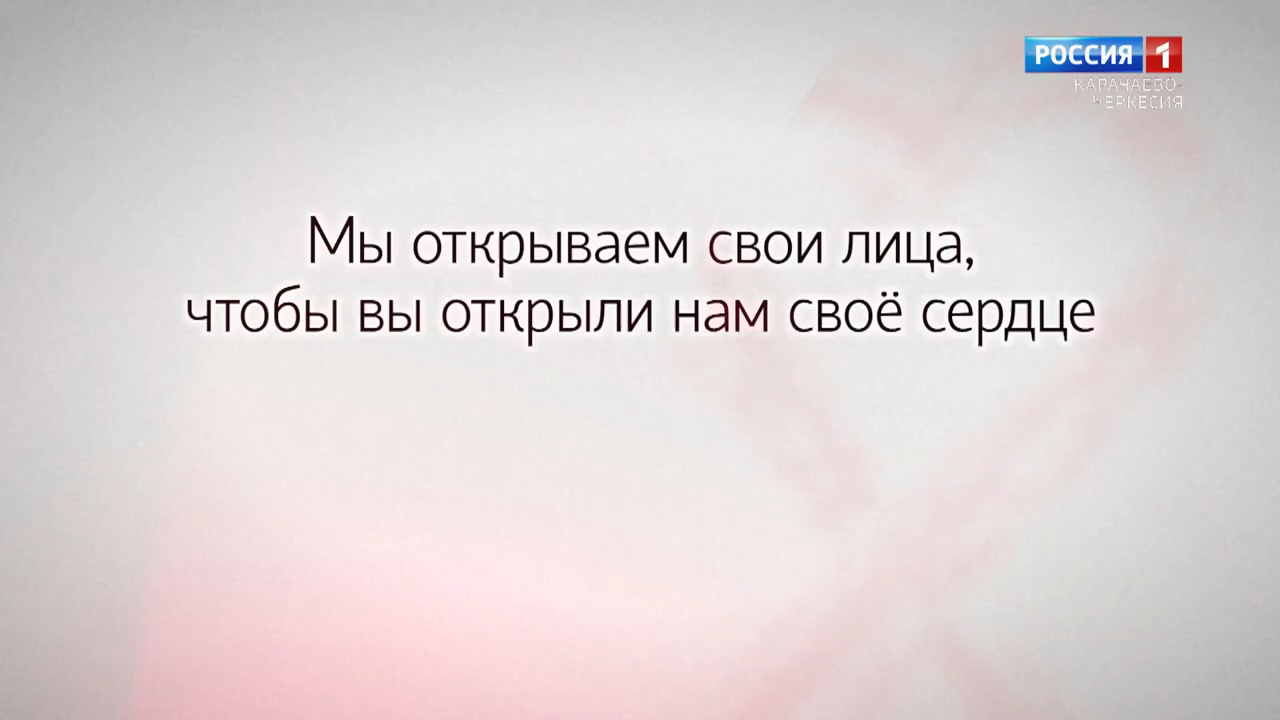 РОССИЯ 1
КАРАЧАЕВО-
ЧЕРКЕСИЯ
Мы открываем свои лица,
чтобы вы открыли нам своё сердце